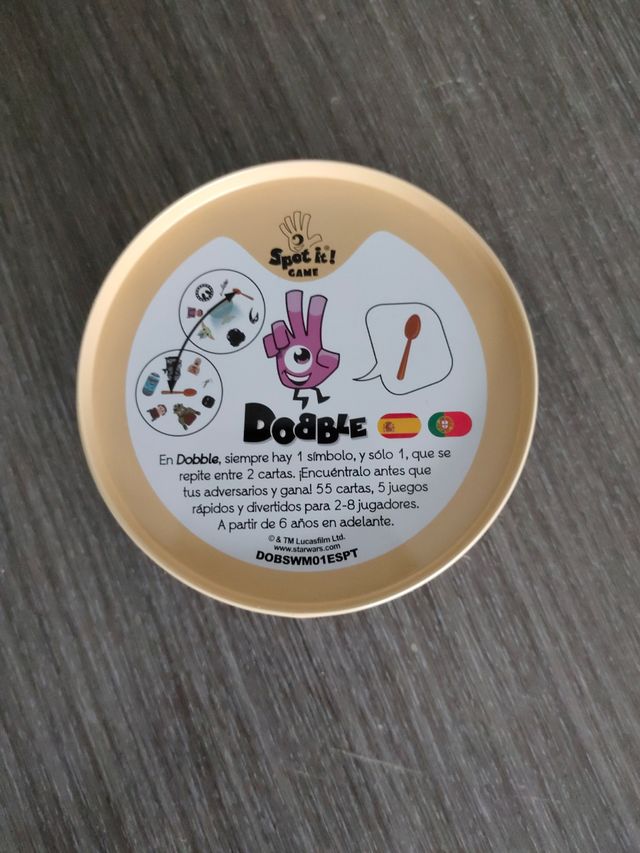 Spot it!
GAME
DOBBLE
En Dobble, siempre hay 1 símbolo, y sólo 1, que se
repite entre 2 cartas. ¡Encuéntralo antes que
tus adversarios y gana! 55 cartas, 5 juegos
rápidos y divertidos para 2-8 jugadores.
A partir de 6 años en adelante.
© & TM Lucasfilm Ltd.
www.starwars.com
DOBSWM01ESPT